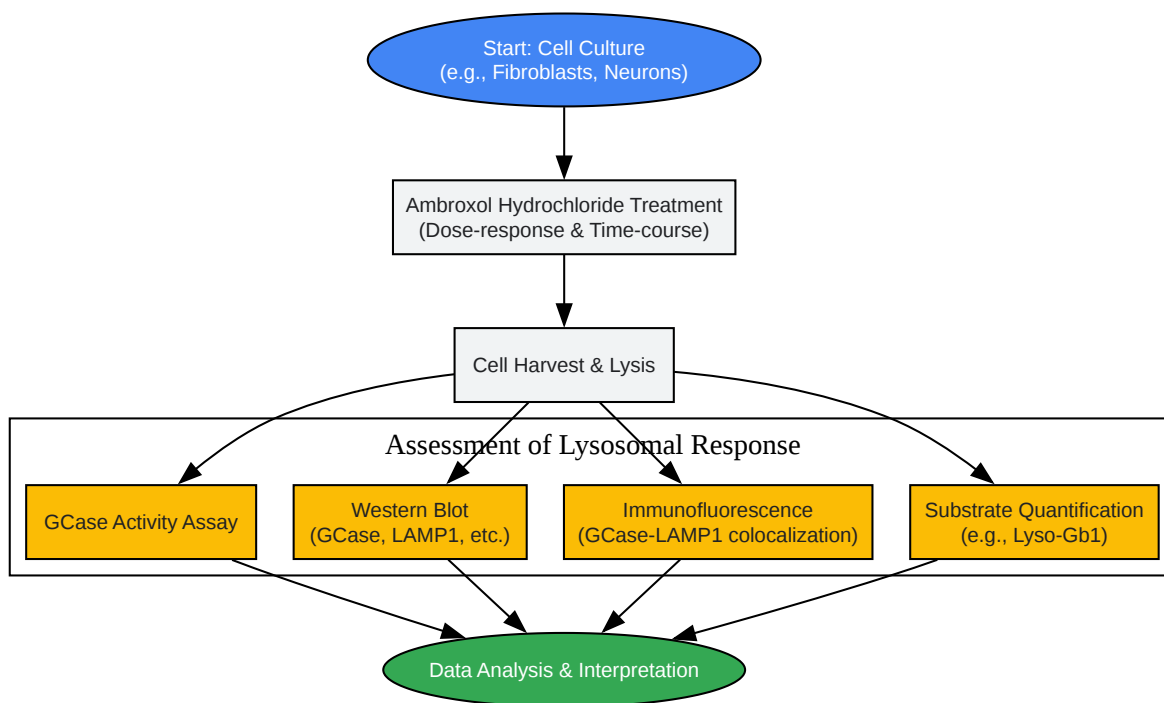 Start: Cell Culture
(e.g., Fibroblasts, Neurons)
Ambroxol Hydrochloride Treatment
(Dose-response & Time-course)
Cell Harvest & Lysis
Assessment of Lysosomal Response
GCase Activity Assay
Western Blot
(GCase, LAMP1, etc.)
Immunofluorescence
(GCase-LAMP1 colocalization)
Substrate Quantification
(e.g., Lyso-Gb1)
Data Analysis & Interpretation